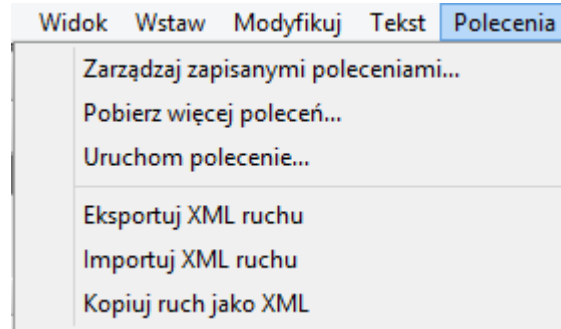 Widok Wstaw Modyfikuj Tekst Polecenia
Zarządzaj zapisanymi poleceniami...
Pobierz więcej poleceń...
Uruchom polecenie...
Eksportuj XML ruchu
Importuj XML ruchu
Kopiuj ruch jako XML